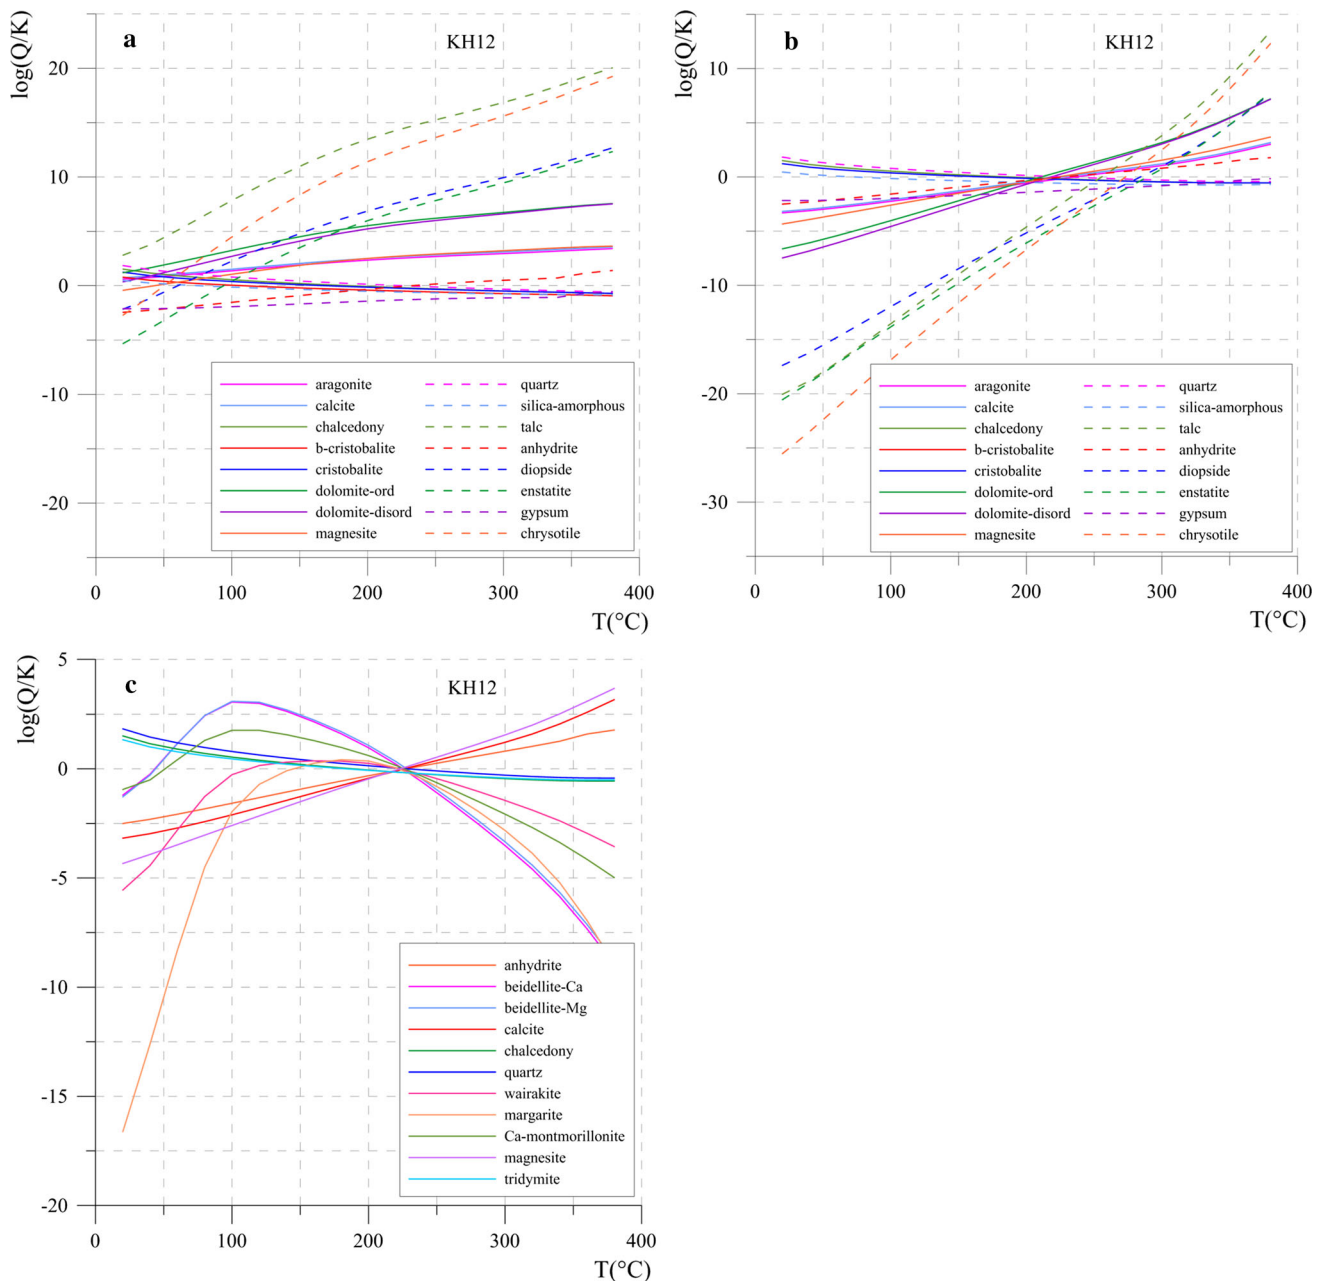 a
KH12
log(Q/K)
20
10
0
-10
-20
aragonite
calcite
chalcedony
b-cristobalite
cristobalite
dolomite-ord
dolomite-disord
magnesite
quartz
silica-amorphous
talc
anhydrite
diopside
enstatite
gypsum
chrysotile
0
100
200
300
400
T(°C)
b
KH12
log(Q/K)
10
0
-10
-20
-30
aragonite
calcite
chalcedony
b-cristobalite
cristobalite
dolomite-ord
dolomite-disord
magnesite
quartz
silica-amorphous
talc
anhydrite
diopside
enstatite
gypsum
chrysotile
0
100
200
300
400
T(°C)
c
KH12
log(Q/K)
5
0
-5
-10
-15
-20
anhydrite
beidellite-Ca
beidellite-Mg
calcite
chalcedony
quartz
wairakite
margarite
Ca-montmorillonite
magnesite
tridymite
0
100
200
300
400
T(°C)